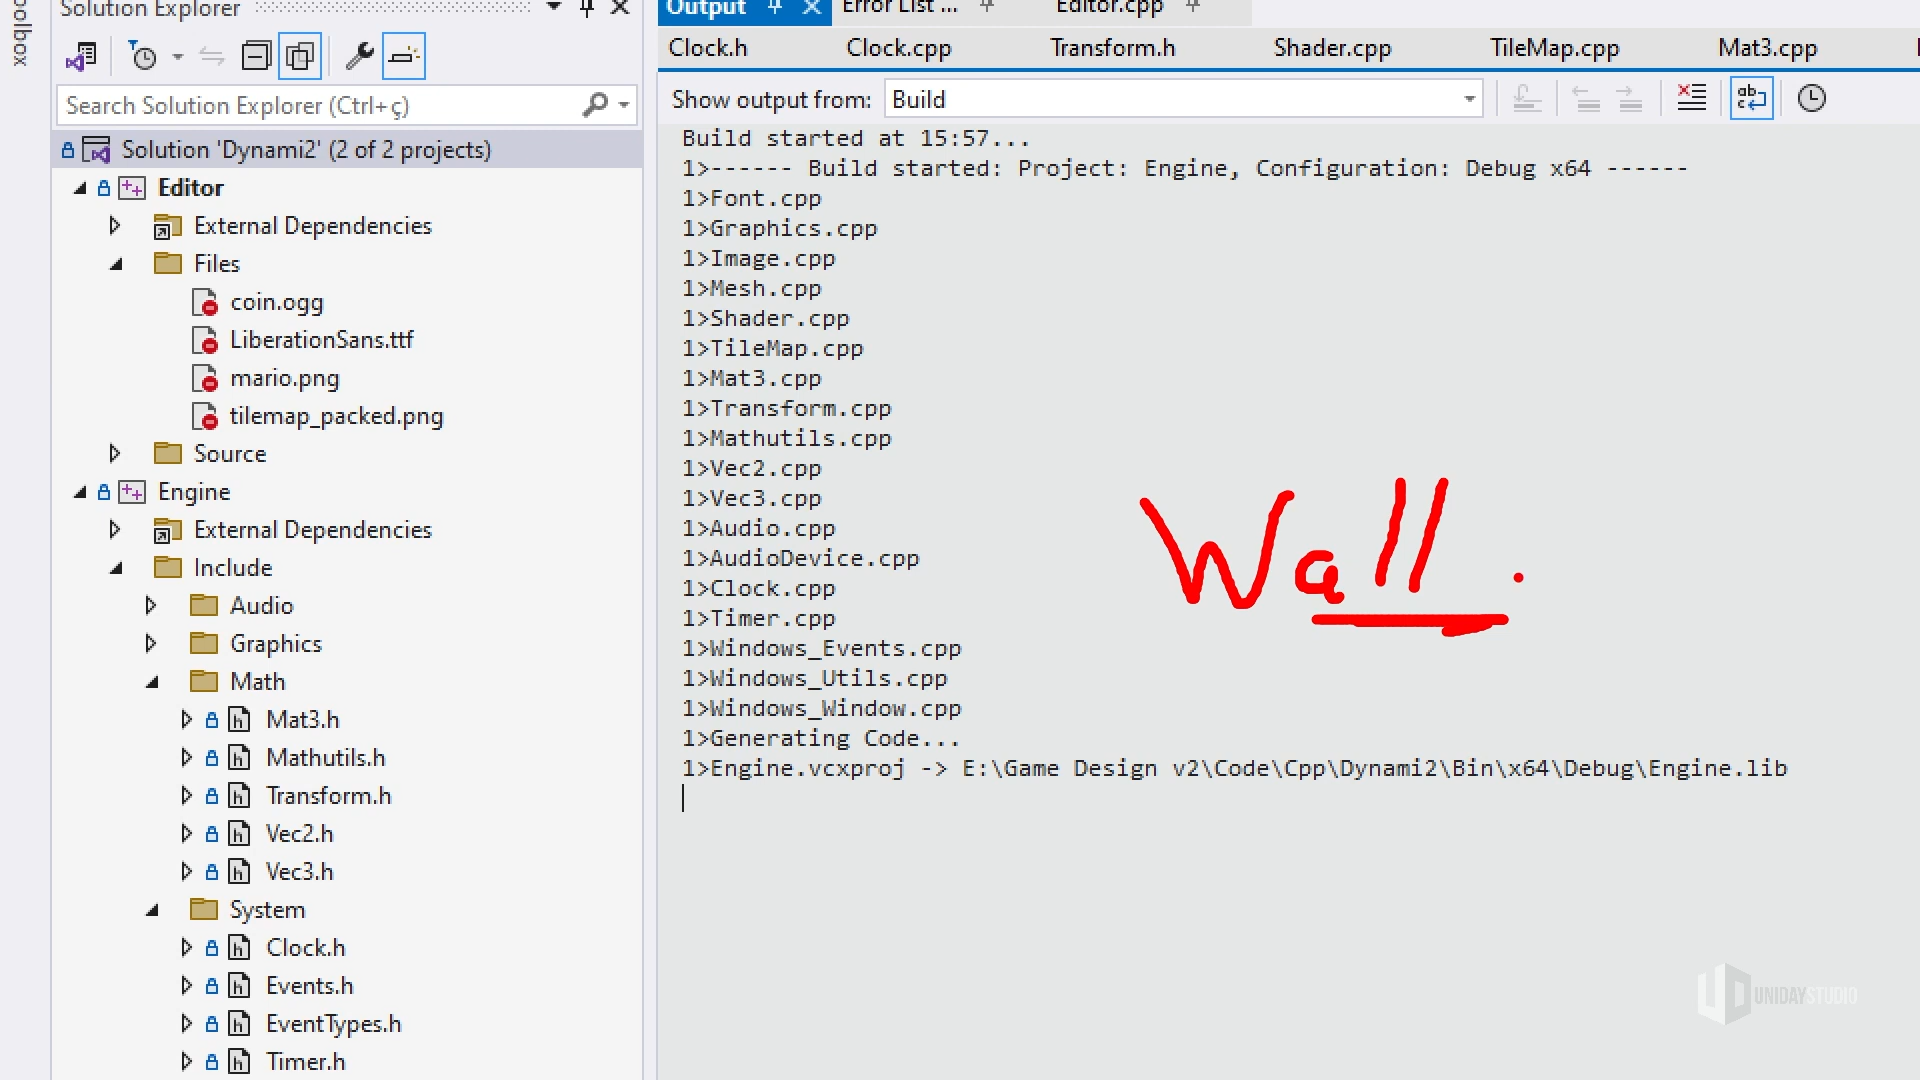 oolbox
Solution Explorer
Search Solution Explorer (Ctrl+ç)
Solution 'Dynami2' (2 of 2 projects)
Editor
External Dependencies
Files
coin.ogg
LiberationSans.ttf
mario.png
tilemap_packed.png
Source
Engine
External Dependencies
Include
Audio
Graphics
Math
Mat3.h
Mathutils.h
Transform.h
Vec2.h
Vec3.h
System
Clock.h
Events.h
EventTypes.h
Timer.h
Output Error List ... Editor.cpp
Clock.h Clock.cpp Transform.h Shader.cpp TileMap.cpp Mat3.cpp
Show output from: Build
Build started at 15:57...
1>------ Build started: Project: Engine, Configuration: Debug x64 ------
1>Font.cpp
1>Graphics.cpp
1>Image.cpp
1>Mesh.cpp
1>Shader.cpp
1>TileMap.cpp
1>Mat3.cpp
1>Transform.cpp
1>Mathutils.cpp
1>Vec2.cpp
1>Vec3.cpp
1>Audio.cpp
1>AudioDevice.cpp
1>Clock.cpp
1>Timer.cpp
1>Windows_Events.cpp
1>Windows_Utils.cpp
1>Windows_Window.cpp
1>Generating Code...
1>Engine.vcxproj -> E:\Game Design v2\Code\Cpp\Dynami2\Bin\x64\Debug\Engine.lib
Wall.
UNIDAYSTUDIO